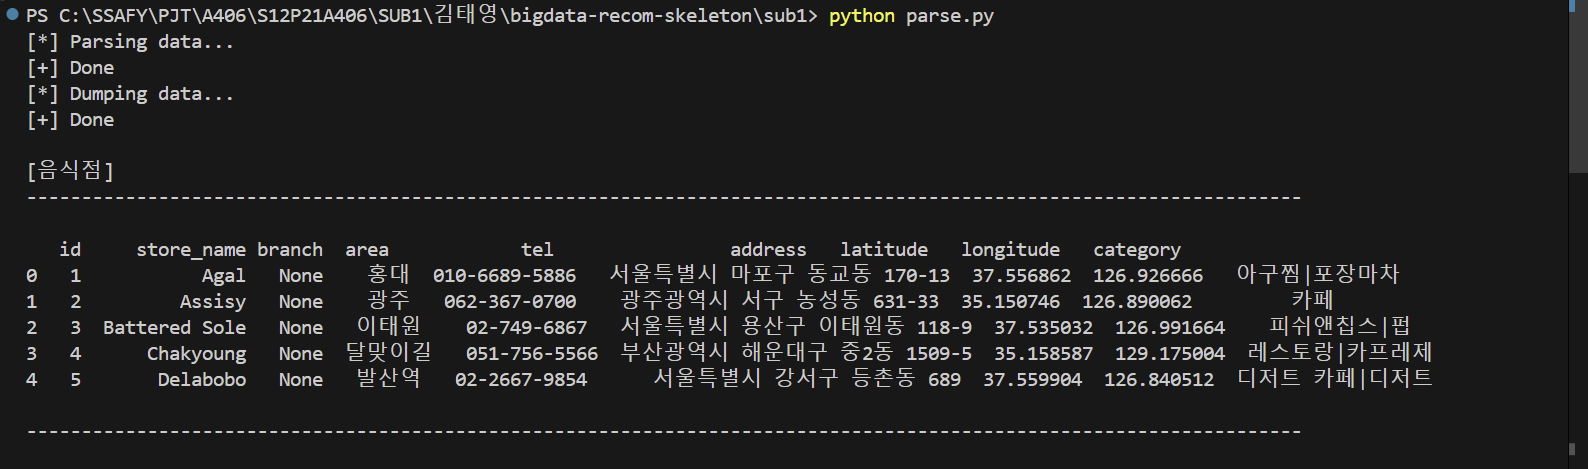 PS C:\SSAFY\PJT\A406\S12P21A406\SUB1\김태영\bigdata-recom-skeleton\sub1> python parse.py
[*] Parsing data...
[+] Done
[*] Dumping data...
[+] Done
[음식점]
--------------------------------------------------------------------------------------------------------------------
id store_name branch area tel address latitude longitude category
0 1 Agal None 홍대 010-6689-5886 서울특별시 마포구 동교동 170-13 37.556862 126.926666 아구찜|포장마차
1 2 Assisy None 광주 062-367-0700 광주광역시 서구 농성동 631-33 35.150746 126.890062 카페
2 3 Battered Sole None 이태원 02-749-6867 서울특별시 용산구 이태원동 118-9 37.535032 126.991664 피쉬앤칩스|펍
3 4 Chakyoung None 달맞이길 051-756-5566 부산광역시 해운대구 중2동 1509-5 35.158587 129.175004 레스토랑|카프레제
4 5 Delabobo None 발산역 02-2667-9854 서울특별시 강서구 등촌동 689 37.559904 126.840512 디저트 카페|디저트
--------------------------------------------------------------------------------------------------------------------